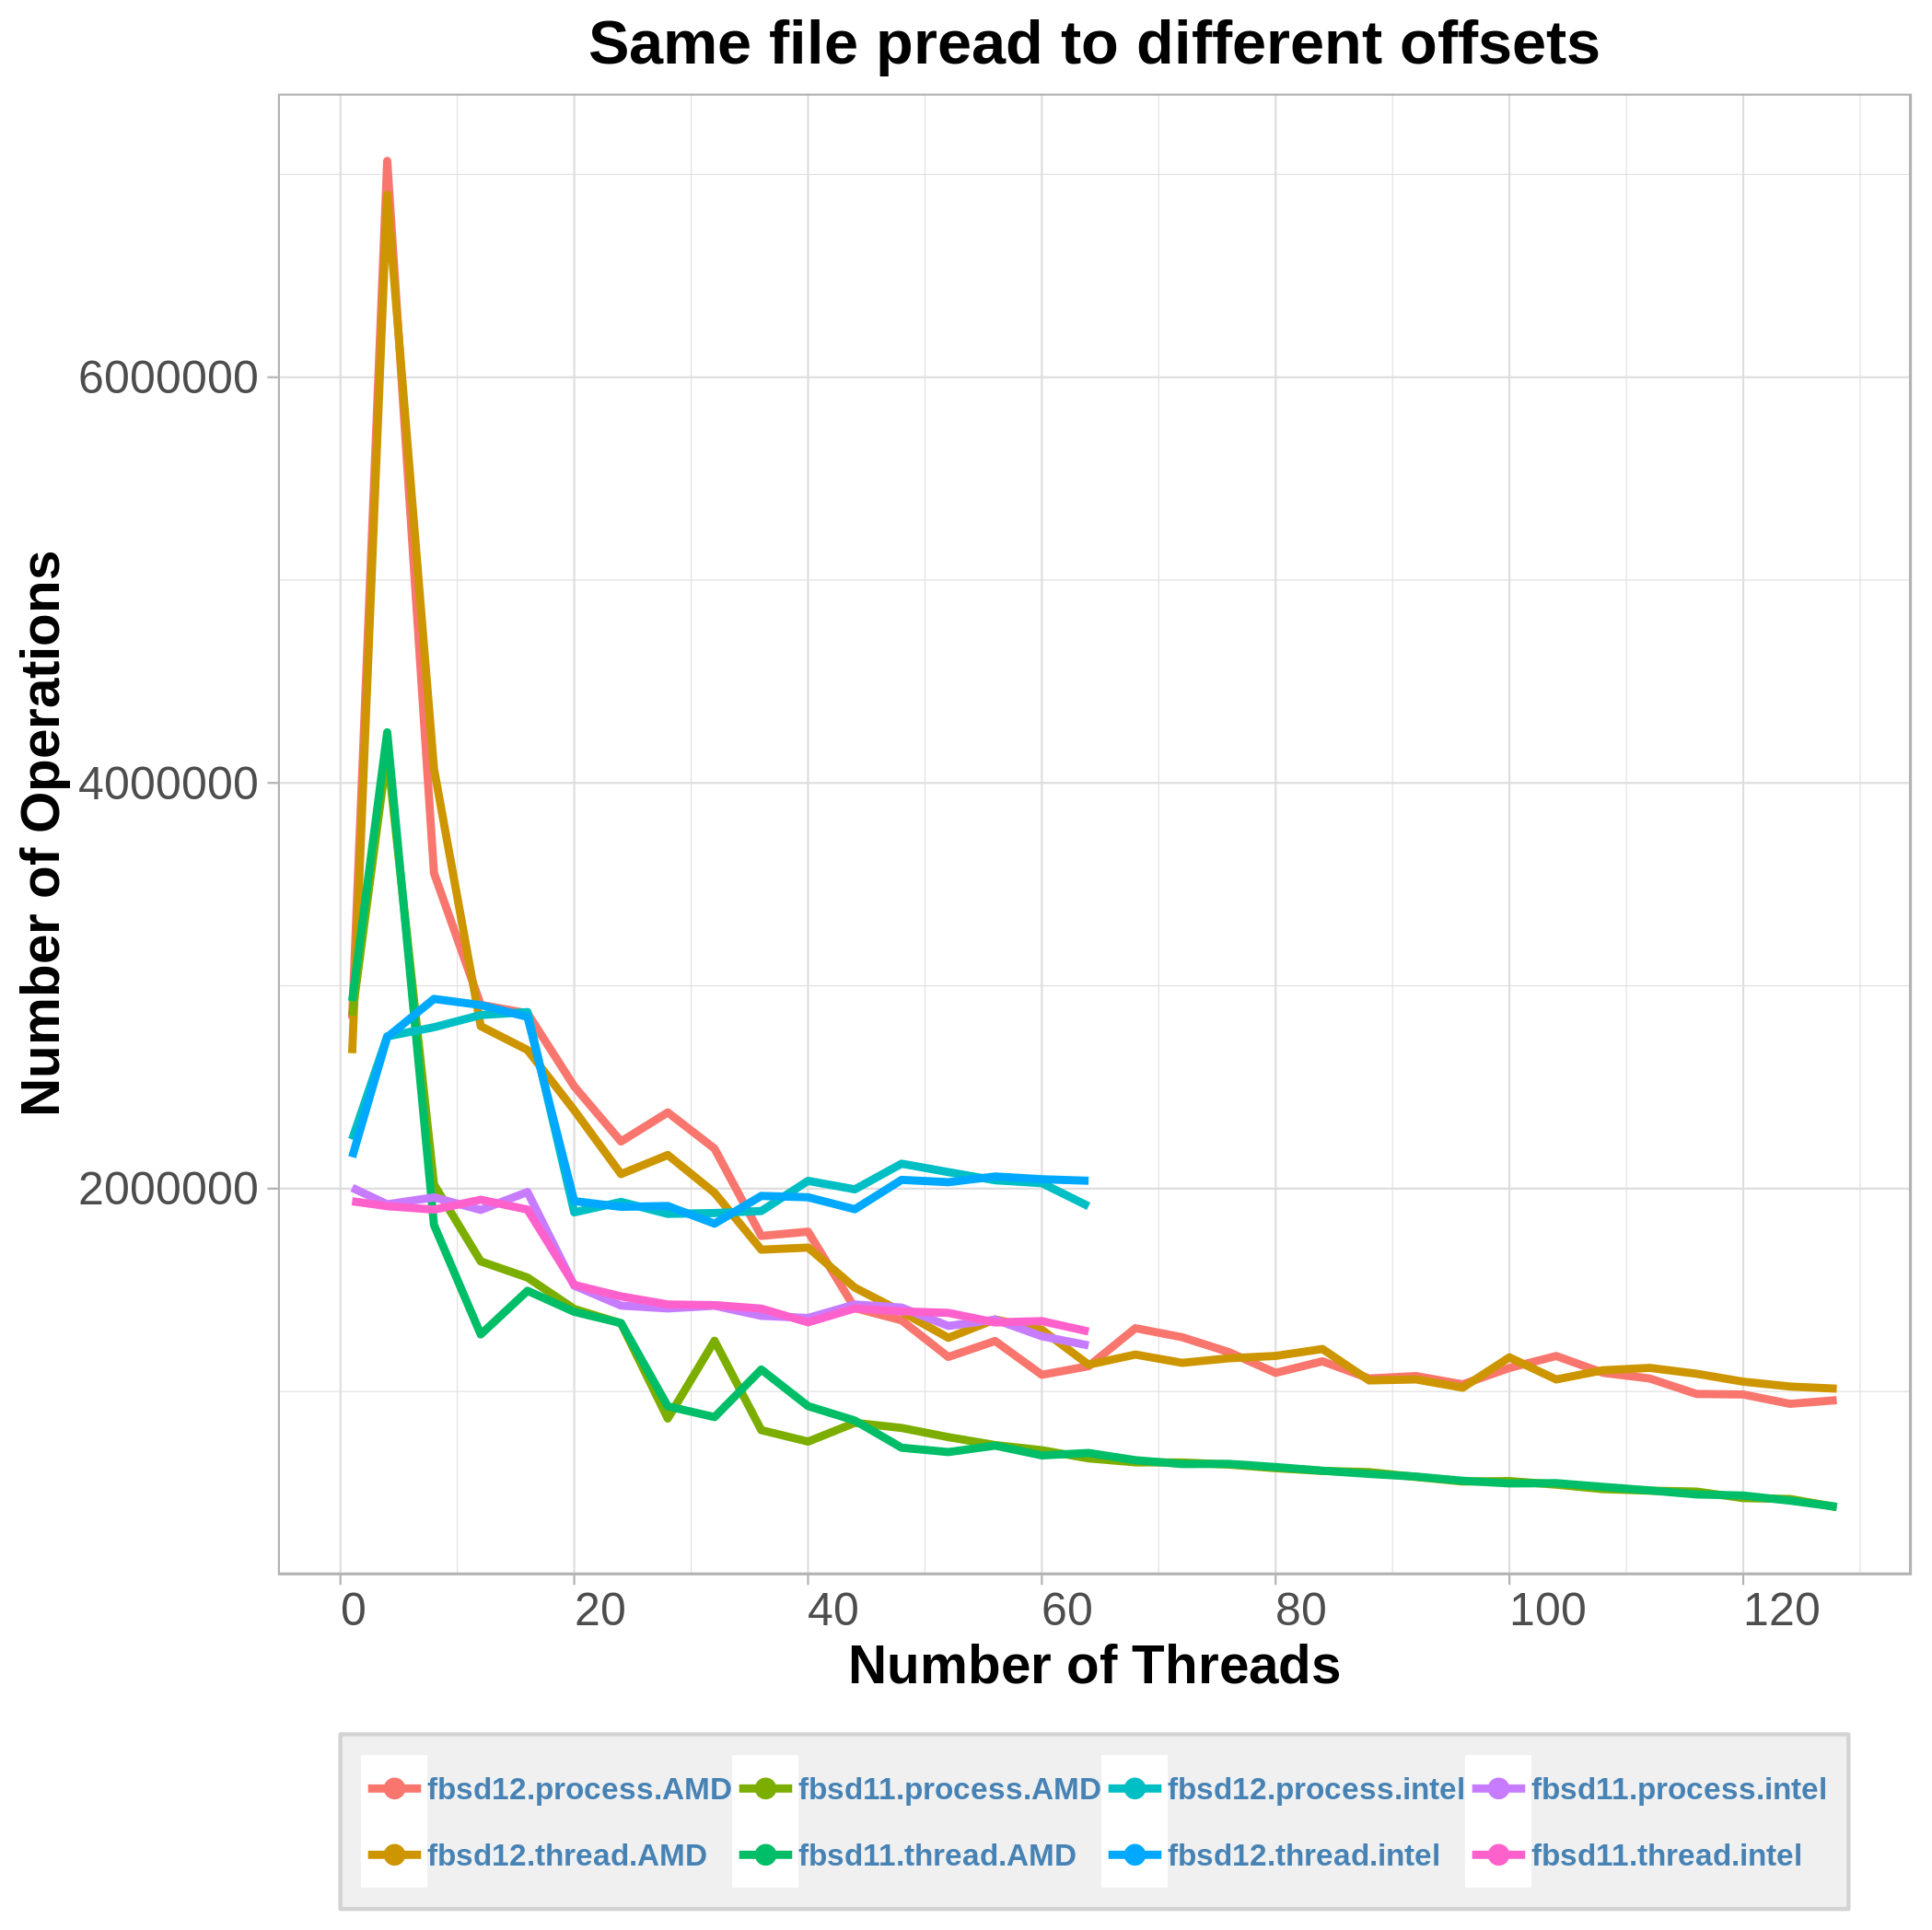 Same file pread to different offsets
Number of Operations
6000000
4000000
2000000
0 20 40 60 80 100 120
Number of Threads
fbsd12.process.AMD fbsd11.process.AMD fbsd12.process.intel fbsd11.process.intel
fbsd12.thread.AMD fbsd11.thread.AMD fbsd12.thread.intel fbsd11.thread.intel